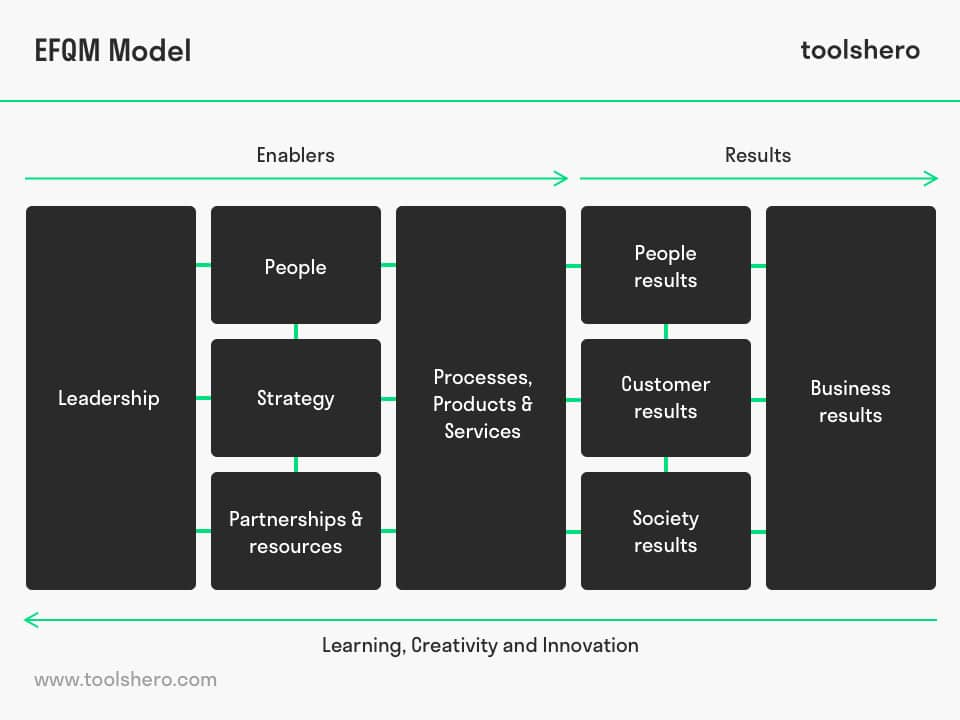 EFQM Model
toolshero
Enablers
Results
Leadership
People
Strategy
Partnerships &
resources
Processes,
Products &
Services
People
results
Customer
results
Society
results
Business
results
Learning, Creativity and Innovation
www.toolshero.com